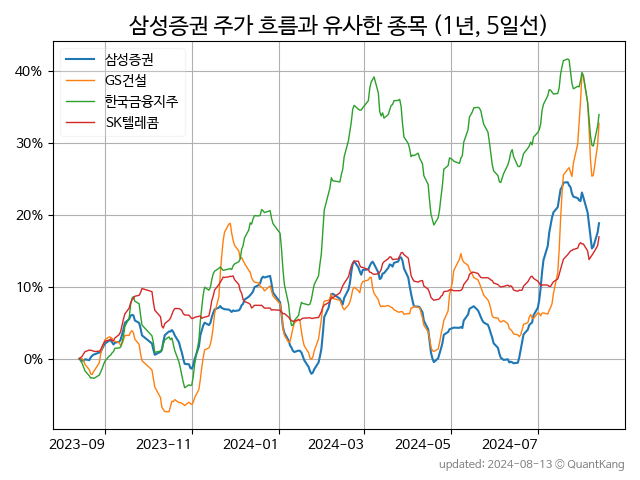 삼성증권 주가 흐름과 유사한 종목 (1년, 5일선)
삼성증권
GS건설
한국금융지주
SK텔레콤
40%
30%
20%
10%
0%
2023-09 2023-11 2024-01 2024-03 2024-05 2024-07
updated: 2024-08-13 ⓒ QuantKang